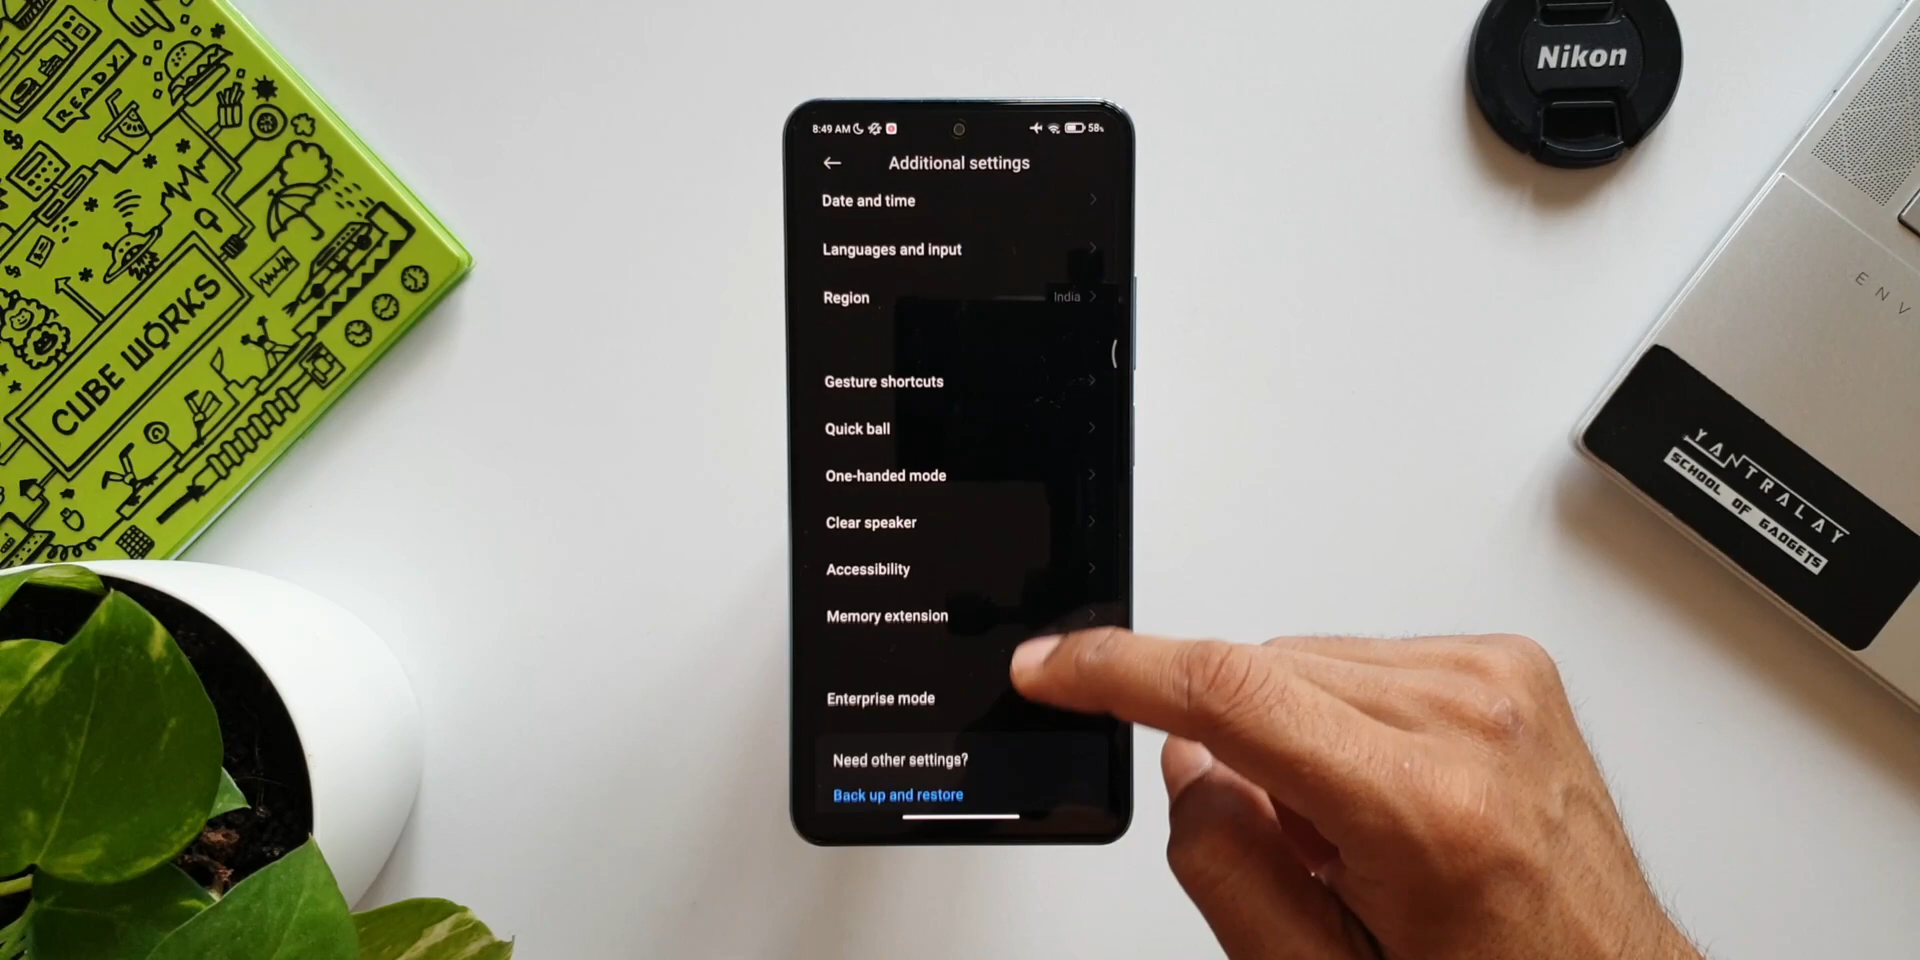 READY.
CUBE WORKS
8:49 AM
58%
Additional settings
Date and time
Languages and input
Region
India
Gesture shortcuts
Quick ball
One-handed mode
Clear speaker
Accessibility
Memory extension
Enterprise mode
Need other settings?
Back up and restore
Nikon
ENV
YANTRALAY
SCHOOL OF GADGETS